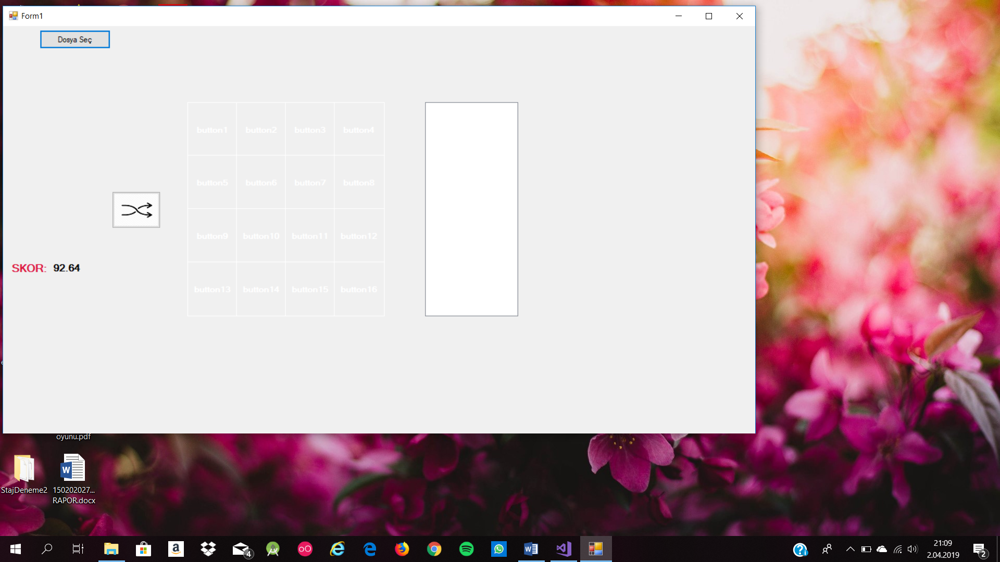 Form1
Dosya Seç
button1 button2 button3 button4
button5 button6 button7 button8
button9 button10 button11 button12
button13 button14 button15 button16
SKOR: 92.64
oyunu.pdf
StajDeneme2
150202027...
RAPOR.docx
4
21:09
2.04.2019
2